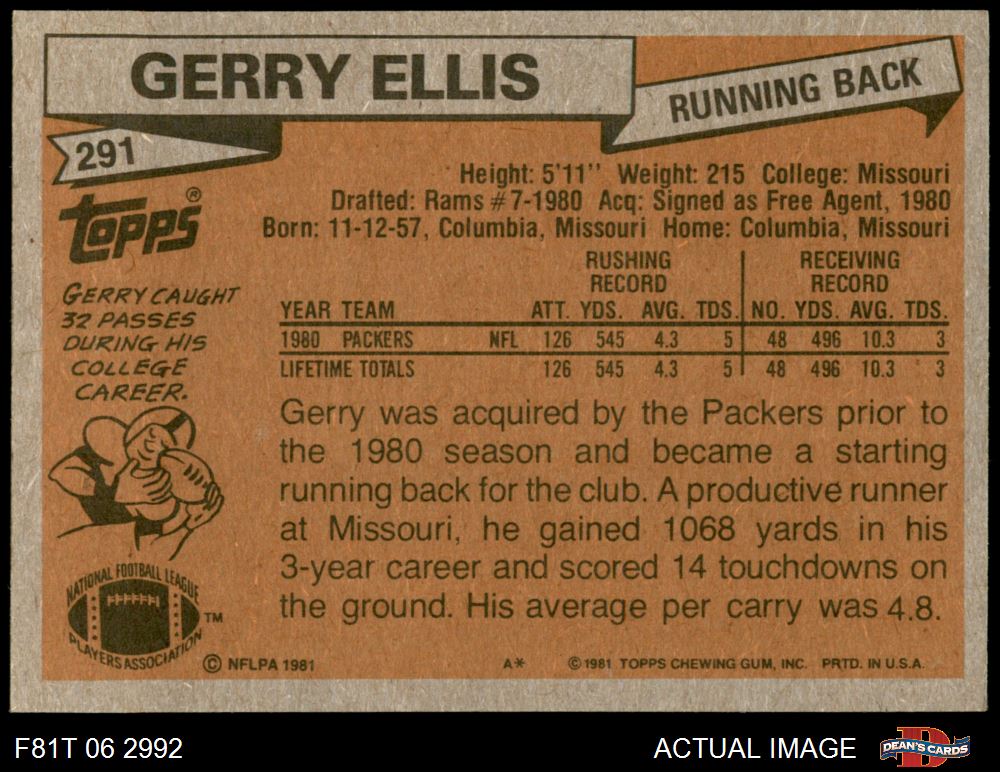 GERRY ELLIS
RUNNING BACK
291
TOPPS®
Height: 5'11'' Weight: 215 College: Missouri
Drafted: Rams #7-1980 Acq: Signed as Free Agent, 1980
Born: 11-12-57, Columbia, Missouri Home: Columbia, Missouri
GERRY CAUGHT
32 PASSES
DURING HIS
COLLEGE
CAREER.
RUSHING RECEIVING
RECORD RECORD
YEAR TEAM ATT. YDS. AVG. TDS. NO. YDS. AVG. TDS.
1980 PACKERS NFL 126 545 4.3 5 48 496 10.3 3
LIFETIME TOTALS 126 545 4.3 5 48 496 10.3 3
Gerry was acquired by the Packers prior to
the 1980 season and became a starting
running back for the club. A productive runner
at Missouri, he gained 1068 yards in his
3-year career and scored 14 touchdowns on
the ground. His average per carry was 4.8.
NATIONAL FOOTBALL LEAGUE
PLAYERS ASSOCIATION
TM
© NFLPA 1981 A* © 1981 TOPPS CHEWING GUM, INC. PRTD. IN U.S.A.
F81T 06 2992 ACTUAL IMAGE D DEAN'S CARDS